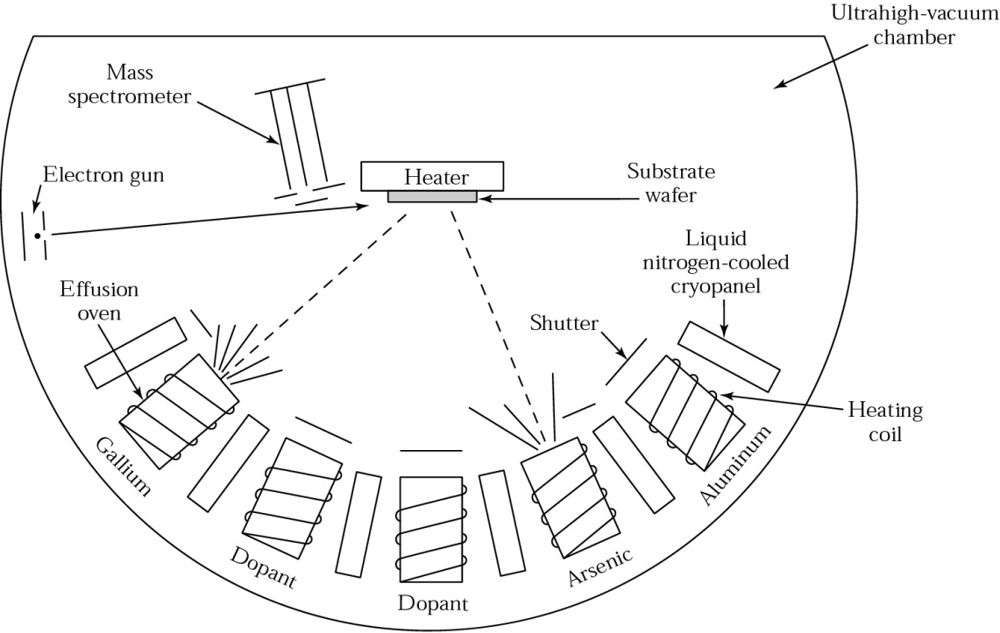 Ultrahigh-vacuum
chamber
Mass
spectrometer
Electron gun
Heater
Substrate
wafer
Liquid
nitrogen-cooled
cryopanel
Effusion
oven
Shutter
Heating
coil
Gallium
Dopant
Dopant
Arsenic
Aluminum